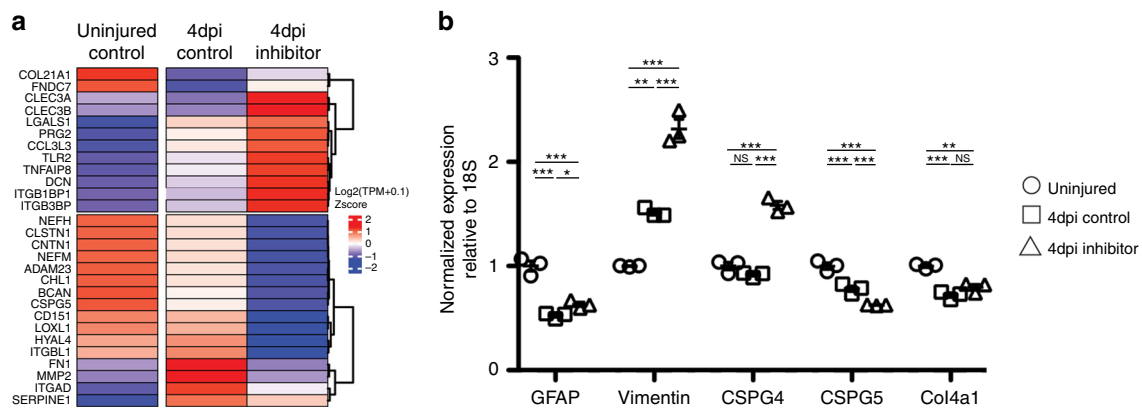 a
Uninjured control
4dpi control
4dpi inhibitor
COL21A1
FNDC7
CLEC3A
CLEC3B
LGALS1
PRG2
CCL3L3
TLR2
TNFAIP8
DCN
ITGB1BP1
ITGB3BP
NEFH
CLSTN1
CNTN1
NEFM
ADAM23
CHL1
BCAN
CSPG5
CD151
LOXL1
HYAL4
ITGBL1
FN1
MMP2
ITGAD
SERPINE1
Log2(TPM+0.1)
Zscore
2
1
0
−1
−2
b
Normalized expression
relative to 18S
3
2
1
0
***
*** *
***
** ***
***
NS ***
***
*** ***
**
*** NS
GFAP Vimentin CSPG4 CSPG5 Col4a1
Uninjured
4dpi control
4dpi inhibitor